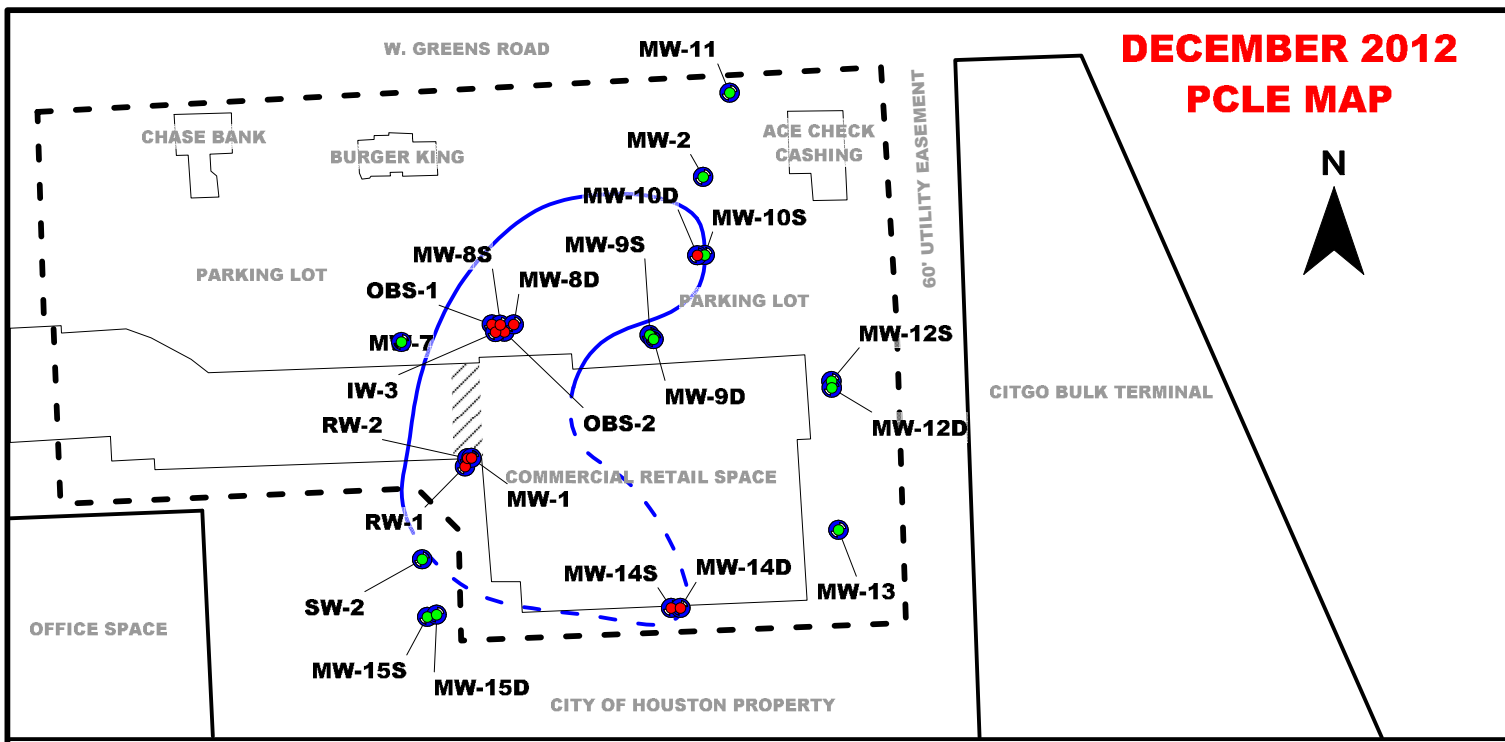 W. GREENS ROAD
MW-11
DECEMBER 2012
PCLE MAP
CHASE BANK
BURGER KING
MW-2
ACE CHECK
CASHING
60' UTILITY EASEMENT
N
MW-10D
MW-10S
MW-9S
MW-8S
MW-8D
PARKING LOT
OBS-1
PARKING LOT
MW-7
MW-12S
IW-3
MW-9D
CITGO BULK TERMINAL
RW-2
OBS-2
MW-12D
COMMERCIAL RETAIL SPACE
MW-1
RW-1
MW-14S
MW-14D
MW-13
SW-2
OFFICE SPACE
MW-15S
MW-15D
CITY OF HOUSTON PROPERTY